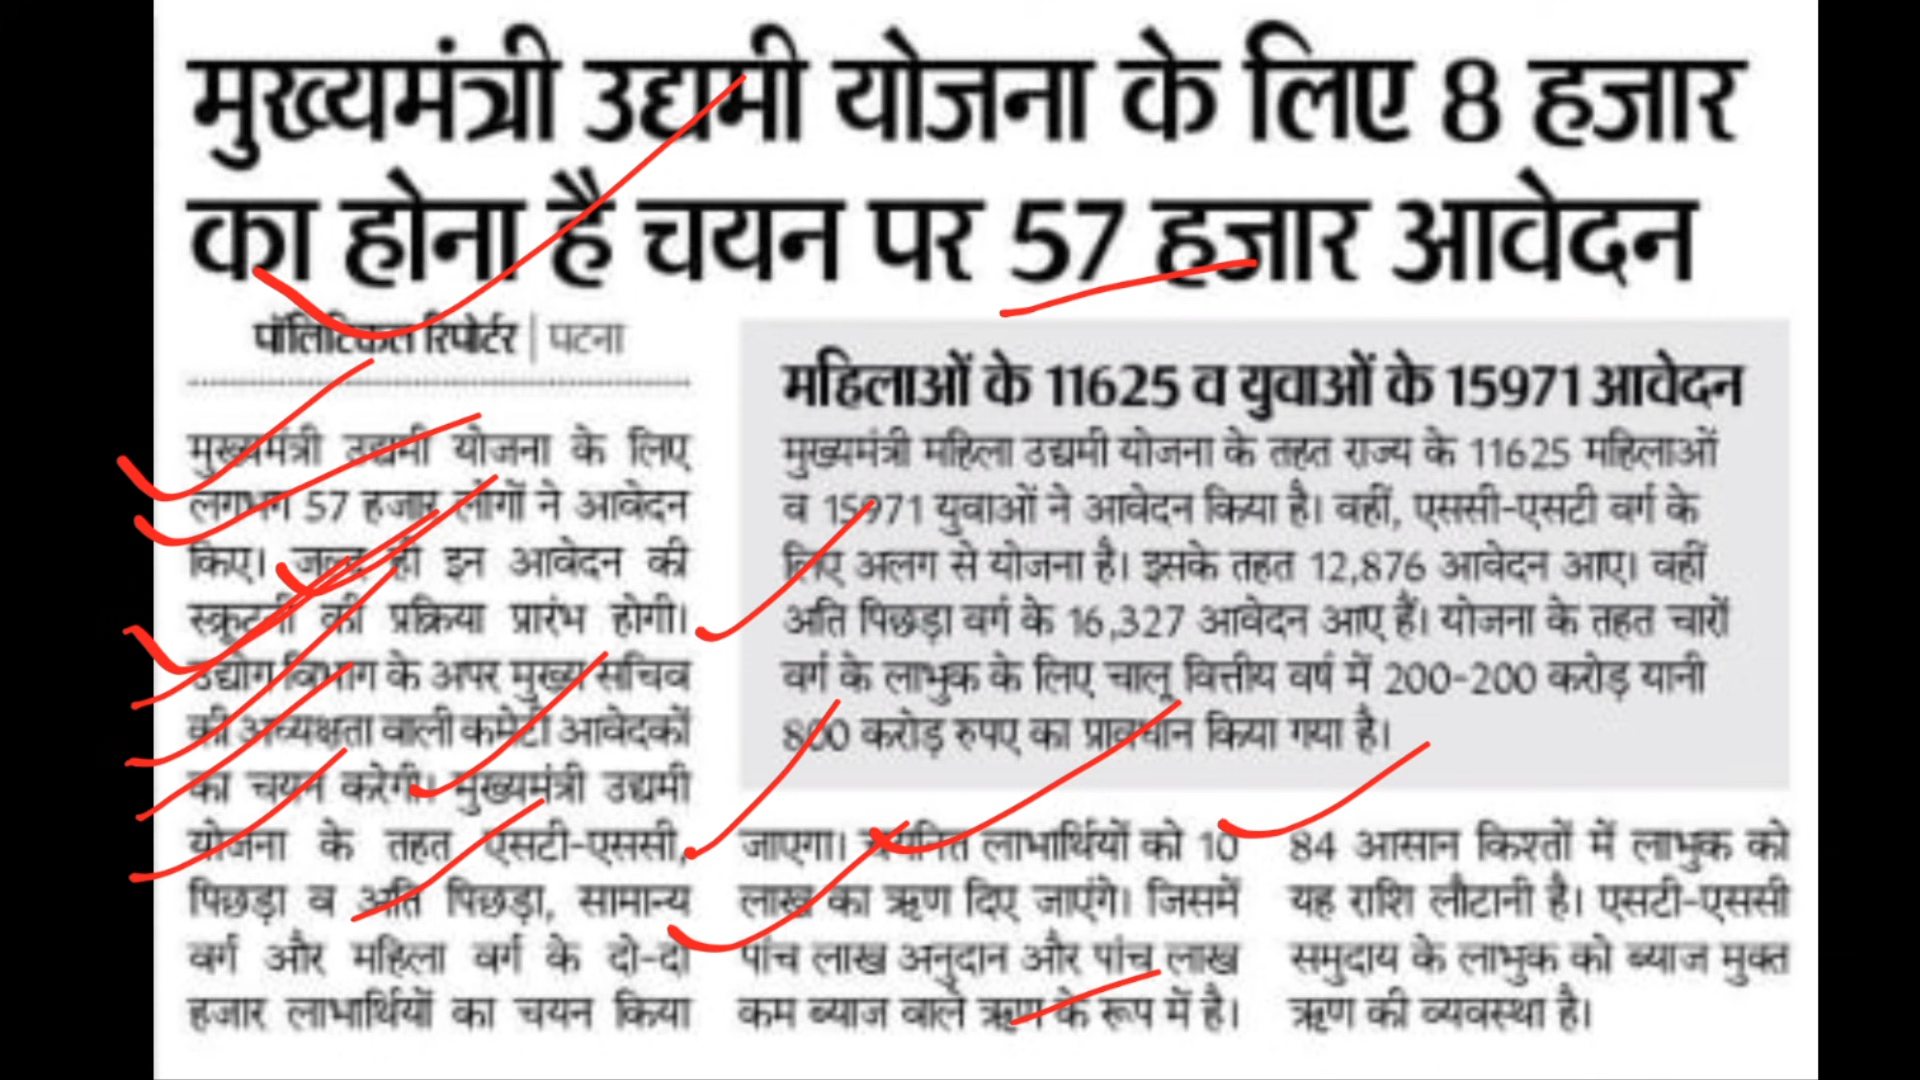 मुख्यमंत्री उद्यमी योजना के लिए 8 हजार
का होना है चयन पर 57 हजार आवेदन
पॉलिटिकल रिपोर्टर | पटना
मुख्यमंत्री उद्यमी योजना के लिए
लगभग 57 हजार लोगों ने आवेदन
किए। जल्द ही इन आवेदन की
स्क्रूटनी की प्रक्रिया प्रारंभ होगी।
उद्योग विभाग के अपर मुख्य सचिव
की अध्यक्षता वाली कमेटी आवेदकों
का चयन करेगी। मुख्यमंत्री उद्यमी
योजना के तहत एसटी-एससी,
पिछड़ा व अति पिछड़ा, सामान्य
वर्ग और महिला वर्ग के दो-दो
हजार लाभार्थियों का चयन किया
महिलाओं के 11625 व युवाओं के 15971 आवेदन
मुख्यमंत्री महिला उद्यमी योजना के तहत राज्य के 11625 महिलाओं
व 15971 युवाओं ने आवेदन किया है। वहीं, एससी-एसटी वर्ग के
लिए अलग से योजना है। इसके तहत 12,876 आवेदन आए। वहीं
अति पिछड़ा वर्ग के 16,327 आवेदन आए हैं। योजना के तहत चारों
वर्ग के लाभुक के लिए चालू वित्तीय वर्ष में 200-200 करोड़ यानी
800 करोड़ रुपए का प्रावधान किया गया है।
जाएगा। चयनित लाभार्थियों को 10
लाख का ऋण दिए जाएंगे। जिसमें
पांच लाख अनुदान और पांच लाख
कम ब्याज वाले ऋण के रूप में है।
84 आसान किश्तों में लाभुक को
यह राशि लौटानी है। एसटी-एससी
समुदाय के लाभुक को ब्याज मुक्त
ऋण की व्यवस्था है।